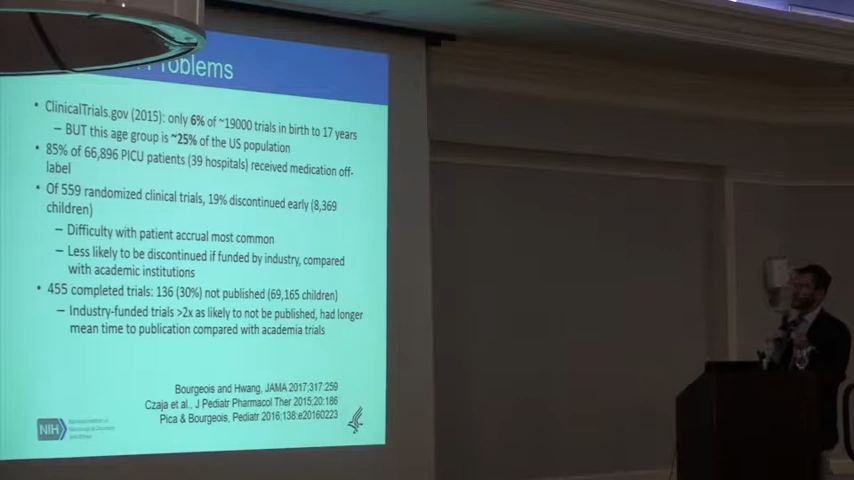 Problems
• ClinicalTrials.gov (2015): only 6% of ~19000 trials in birth to 17 years
– BUT this age group is ~25% of the US population
• 85% of 66,896 PICU patients (39 hospitals) received medication off-
label
• Of 559 randomized clinical trials, 19% discontinued early (8,369
children)
– Difficulty with patient accrual most common
– Less likely to be discontinued if funded by industry, compared
with academic institutions
• 455 completed trials: 136 (30%) not published (69,165 children)
– Industry-funded trials >2x as likely to not be published, had longer
mean time to publication compared with academia trials
Bourgeois and Hwang, JAMA 2017;317:259
Czaja et al., J Pediatr Pharmacol Ther 2015;20:186
Pica & Bourgeois, Pediatr 2016;138:e20160223
NIH